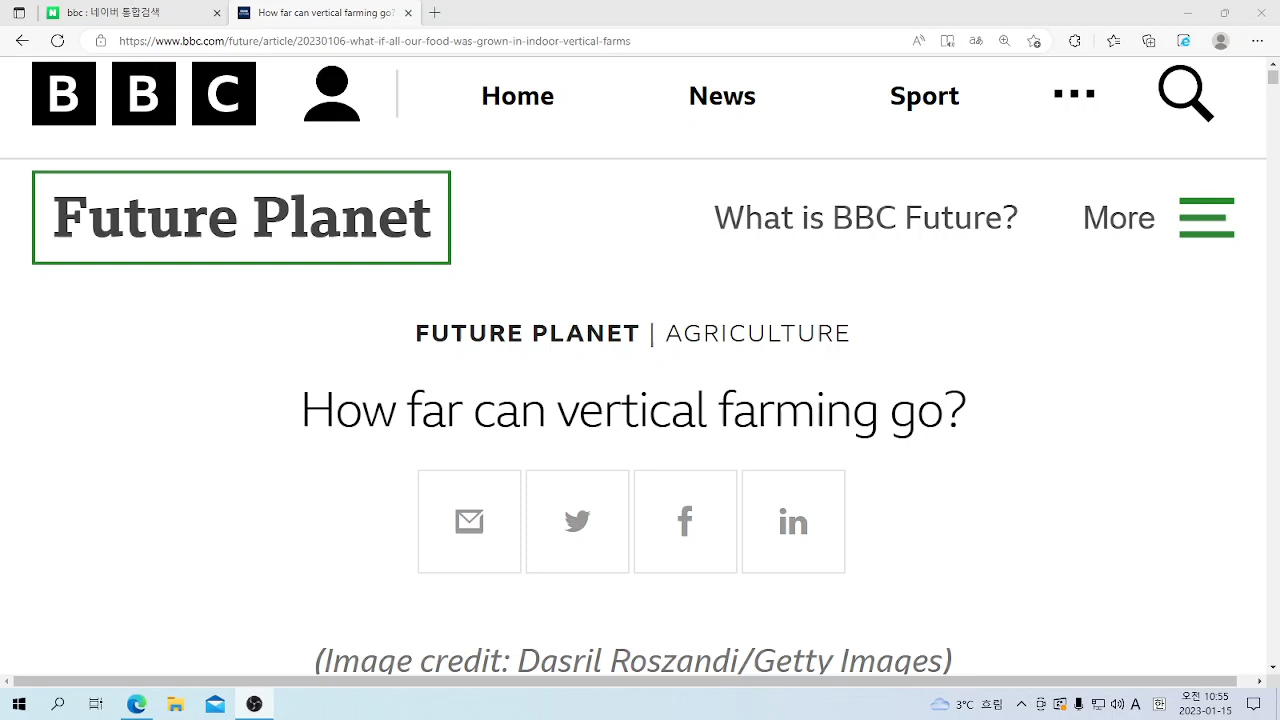 bbc : 네이버 통합검색
How far can vertical farming go?
https://www.bbc.com/future/article/20230106-what-if-all-our-food-was-grown-in-indoor-vertical-farms
BBC
Home
News
Sport
Future Planet
What is BBC Future?
More
FUTURE PLANET | AGRICULTURE
How far can vertical farming go?
(Image credit: Dasril Roszandi/Getty Images)
3°C 흐림
A
오전 10:55
2023-01-15